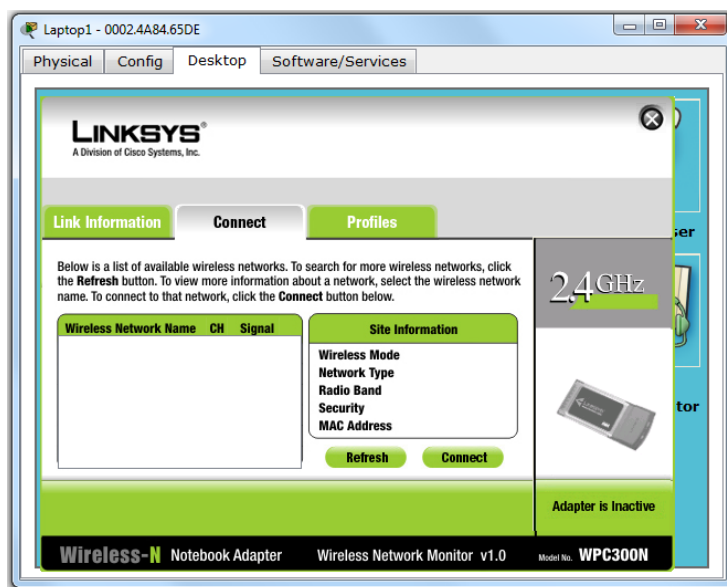 Laptop1 - 0002.4A84.65DE
Physical Config Desktop Software/Services
LINKSYS®
A Division of Cisco Systems, Inc.
Link Information Connect Profiles
ser
Below is a list of available wireless networks. To search for more wireless networks, click
the Refresh button. To view more information about a network, select the wireless network
name. To connect to that network, click the Connect button below.
2.4GHz
Wireless Network Name CH Signal
Site Information
Wireless Mode
Network Type
Radio Band
Security
MAC Address
tor
Refresh Connect
Adapter is Inactive
Wireless-N Notebook Adapter Wireless Network Monitor v1.0 Model No. WPC300N